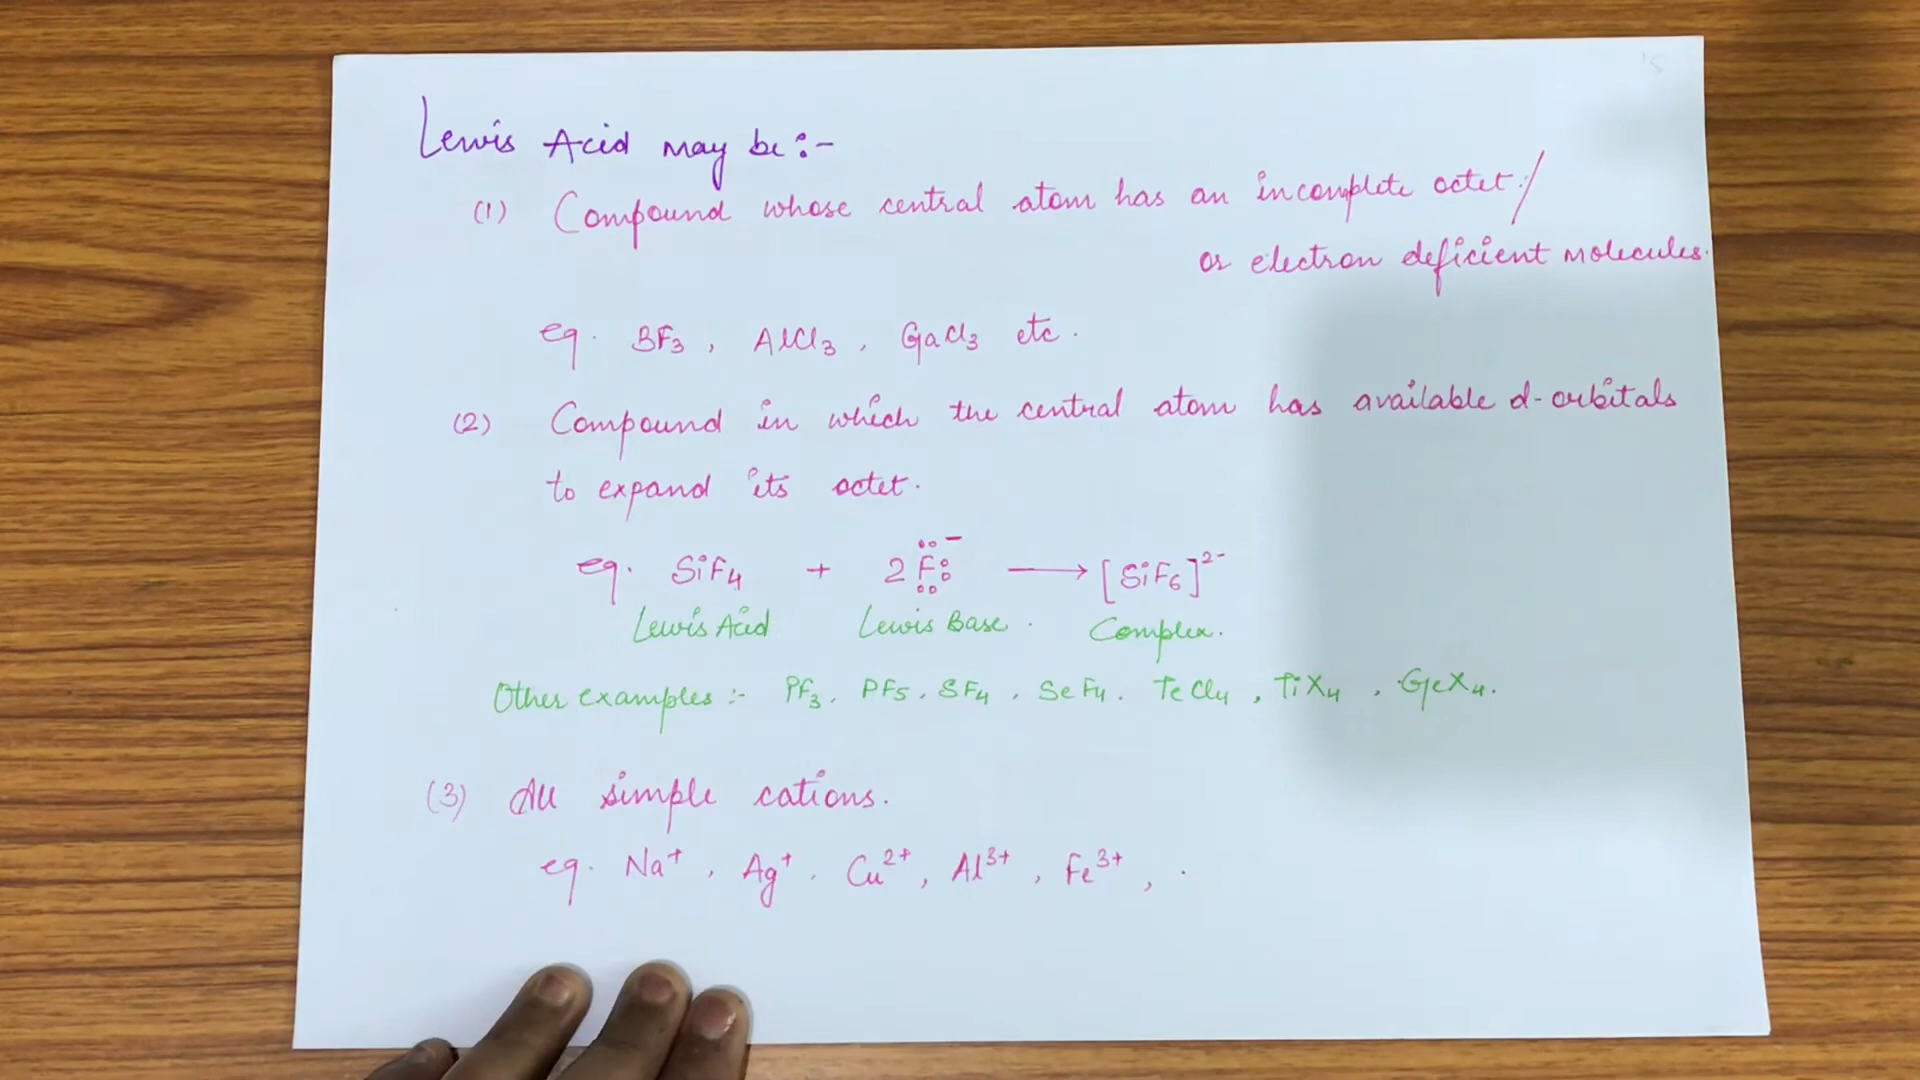 Lewis Acid may be:-
(1) Compound whose central atom has an incomplete octet./
or electron deficient molecules.
eg. BF₃, AlCl₃, GaCl₃ etc.
(2) Compound in which the central atom has available d-orbitals
to expand its octet.
eg. SiF₄ + 2F⁻ ⟶ [SiF₆]²⁻
Lewis Acid Lewis Base. Complex.
Other examples :- PF₃, PF₅, SF₄, SeF₄. TeCl₄, TiX₄, GeX₄.
(3) All simple cations.
eg. Na⁺, Ag⁺, Cu²⁺, Al³⁺, Fe³⁺, .